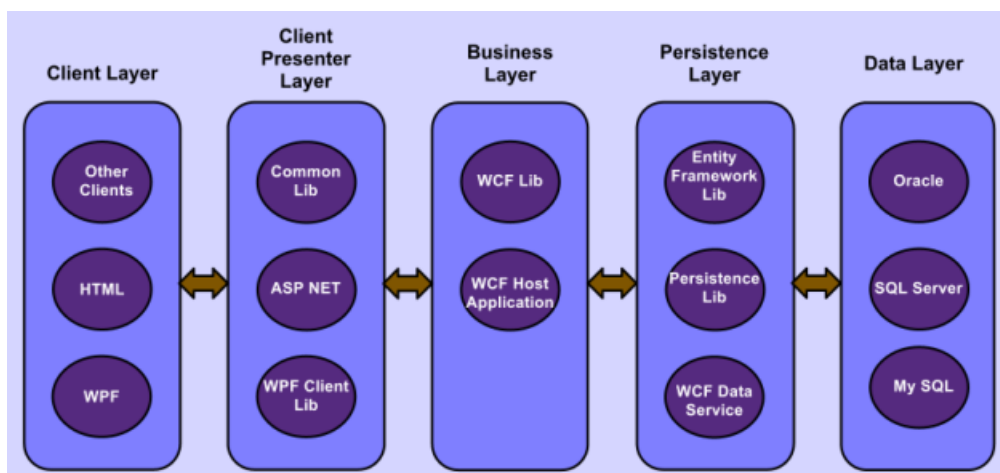 Client Layer
Other
Clients
HTML
WPF
Client
Presenter
Layer
Common
Lib
ASP NET
WPF Client
Lib
Business
Layer
WCF Lib
WCF Host
Application
Persistence
Layer
Entity
Framework
Lib
Persistence
Lib
WCF Data
Service
Data Layer
Oracle
SQL Server
My SQL